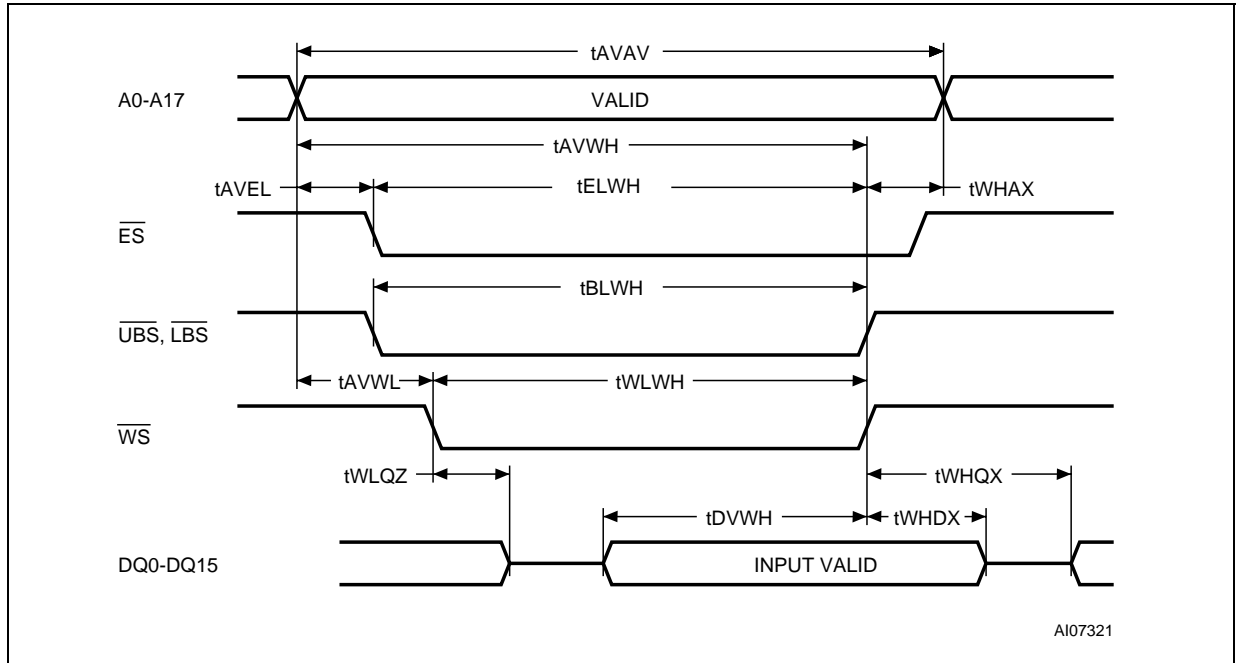 tAVAV
A0-A17 VALID
tAVWH
tAVEL tELWH tWHAX
ES
tBLWH
UBS, LBS
tAVWL tWLWH
WS
tWLQZ tWHQX
tDVWH tWHDX
DQ0-DQ15 INPUT VALID
AI07321